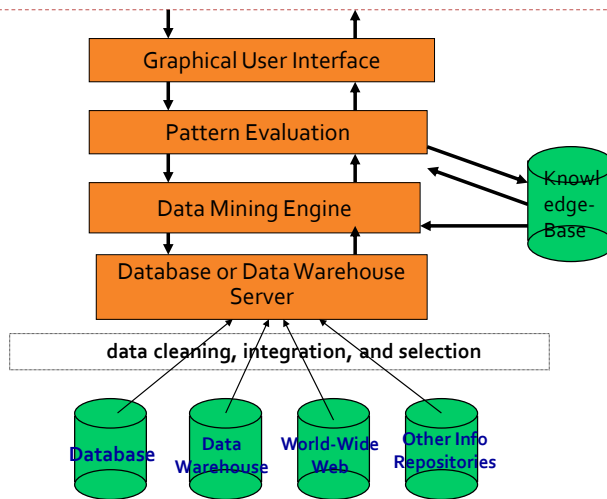 Graphical User Interface
Pattern Evaluation
Knowl
edge-
Base
Data Mining Engine
Database or Data Warehouse
Server
data cleaning, integration, and selection
Database
Data
Warehouse
World-Wide
Web
Other Info
Repositories